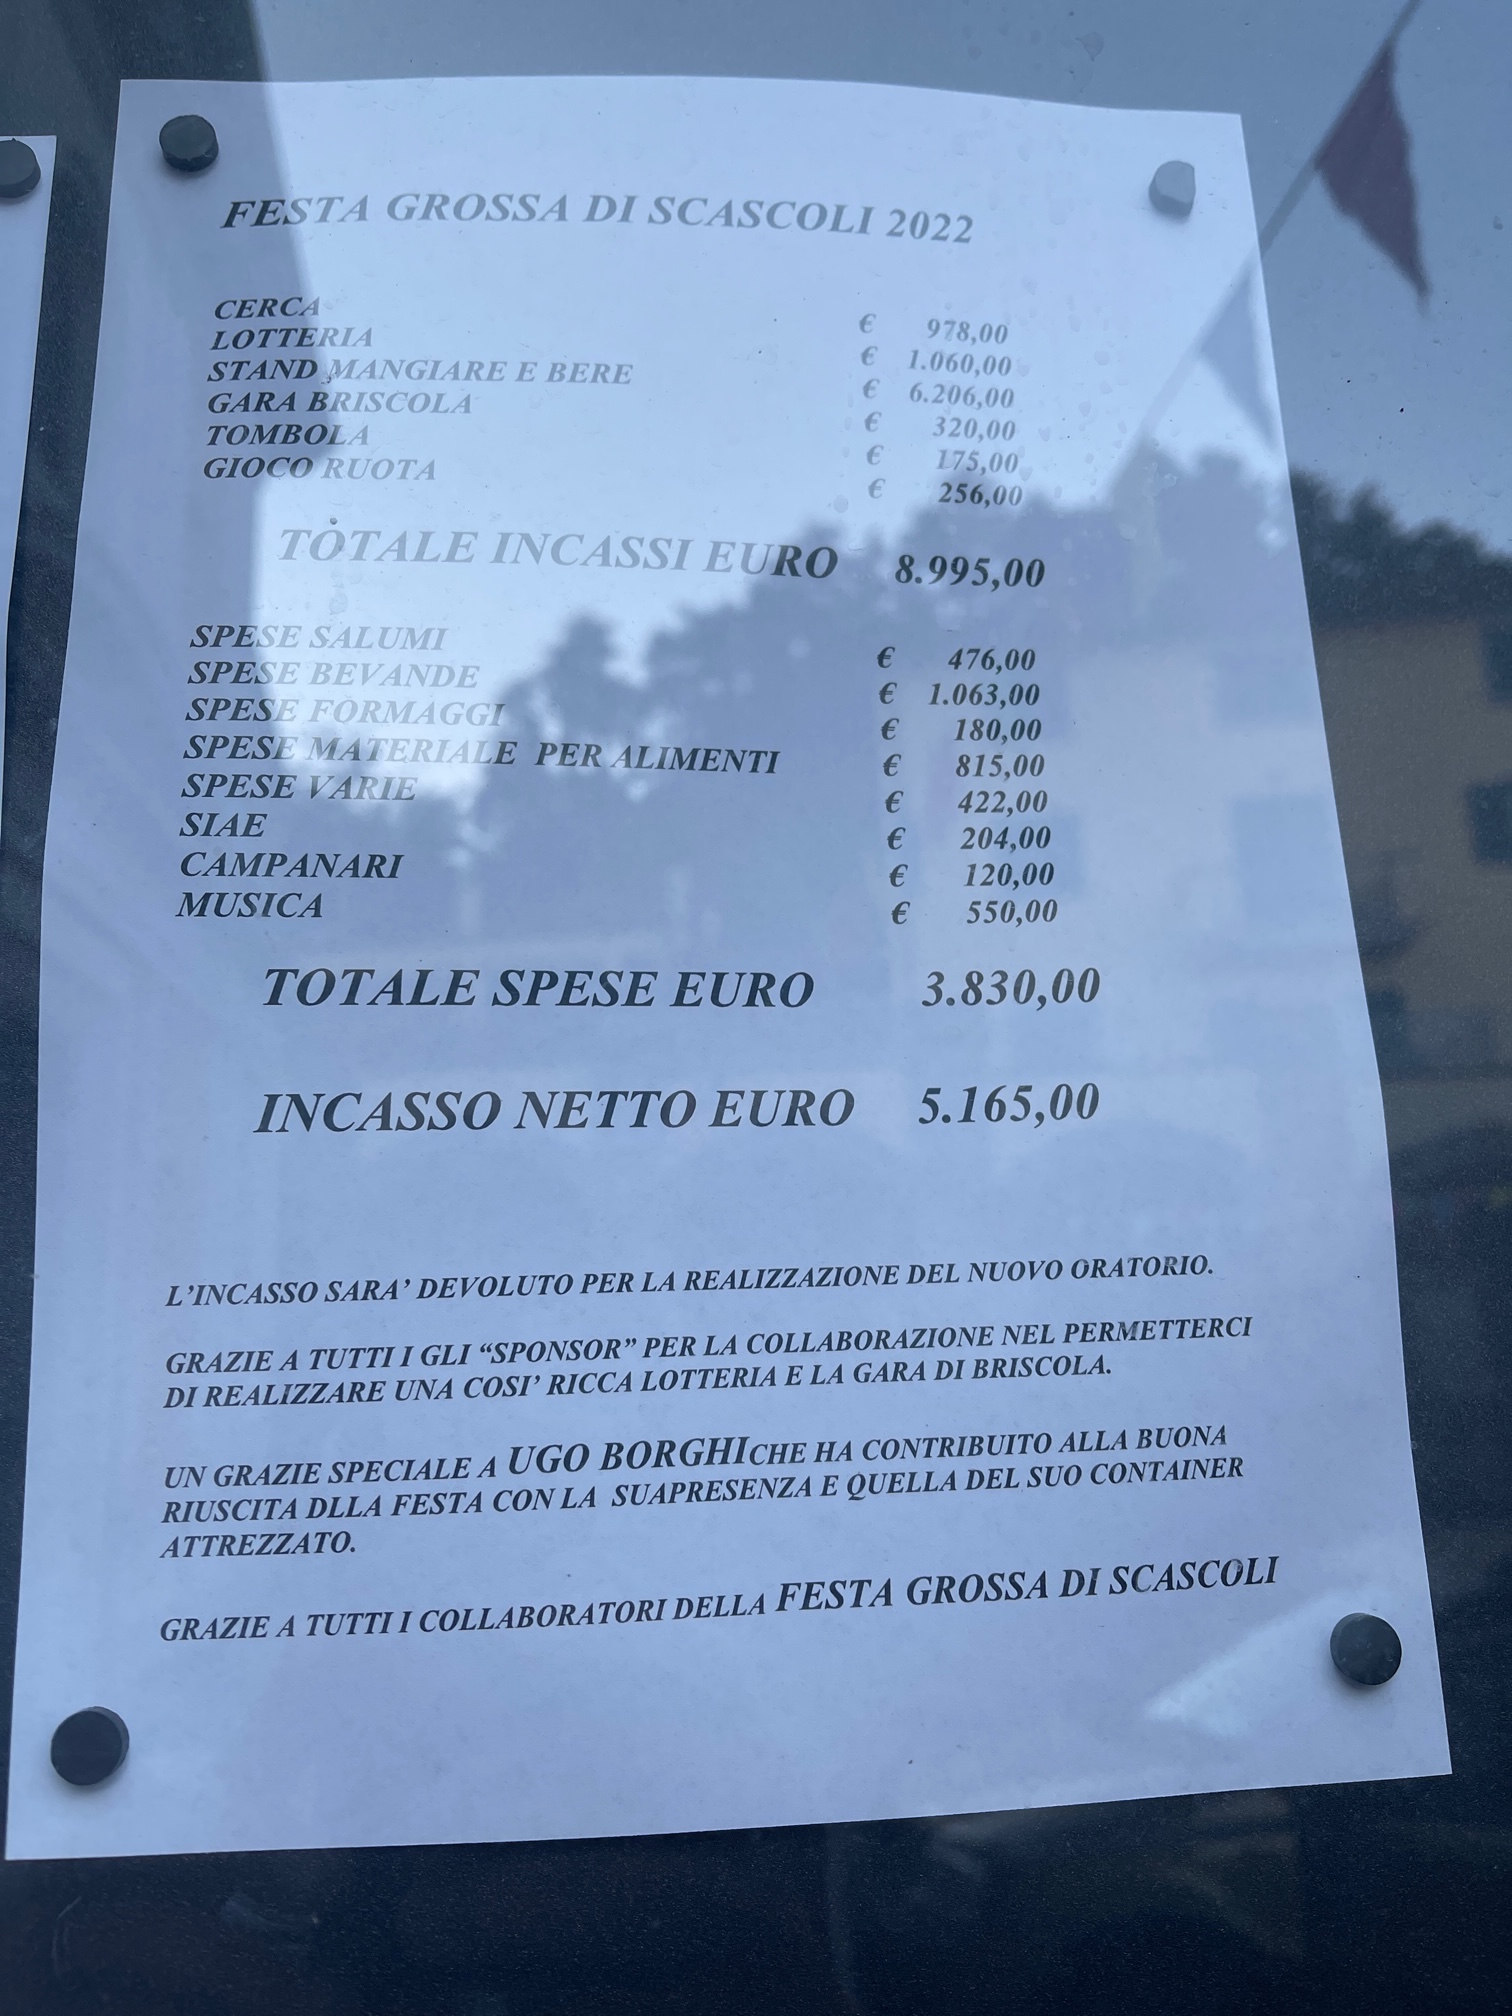 FESTA GROSSA DI SCASCOLI 2022
CERCA € 978,00
LOTTERIA € 1.060,00
STAND MANGIARE E BERE € 6.206,00
GARA BRISCOLA € 320,00
TOMBOLA € 175,00
GIOCO RUOTA € 256,00
TOTALE INCASSI EURO 8.995,00
SPESE SALUMI € 476,00
SPESE BEVANDE € 1.063,00
SPESE FORMAGGI € 180,00
SPESE MATERIALE PER ALIMENTI € 815,00
SPESE VARIE € 422,00
SIAE € 204,00
CAMPANARI € 120,00
MUSICA € 550,00
TOTALE SPESE EURO 3.830,00
INCASSO NETTO EURO 5.165,00
L'INCASSO SARA' DEVOLUTO PER LA REALIZZAZIONE DEL NUOVO ORATORIO.
GRAZIE A TUTTI I GLI “SPONSOR” PER LA COLLABORAZIONE NEL PERMETTERCI
DI REALIZZARE UNA COSI' RICCA LOTTERIA E LA GARA DI BRISCOLA.
UN GRAZIE SPECIALE A UGO BORGHICHE HA CONTRIBUITO ALLA BUONA
RIUSCITA DLLA FESTA CON LA SUAPRESENZA E QUELLA DEL SUO CONTAINER
ATTREZZATO.
GRAZIE A TUTTI I COLLABORATORI DELLA FESTA GROSSA DI SCASCOLI